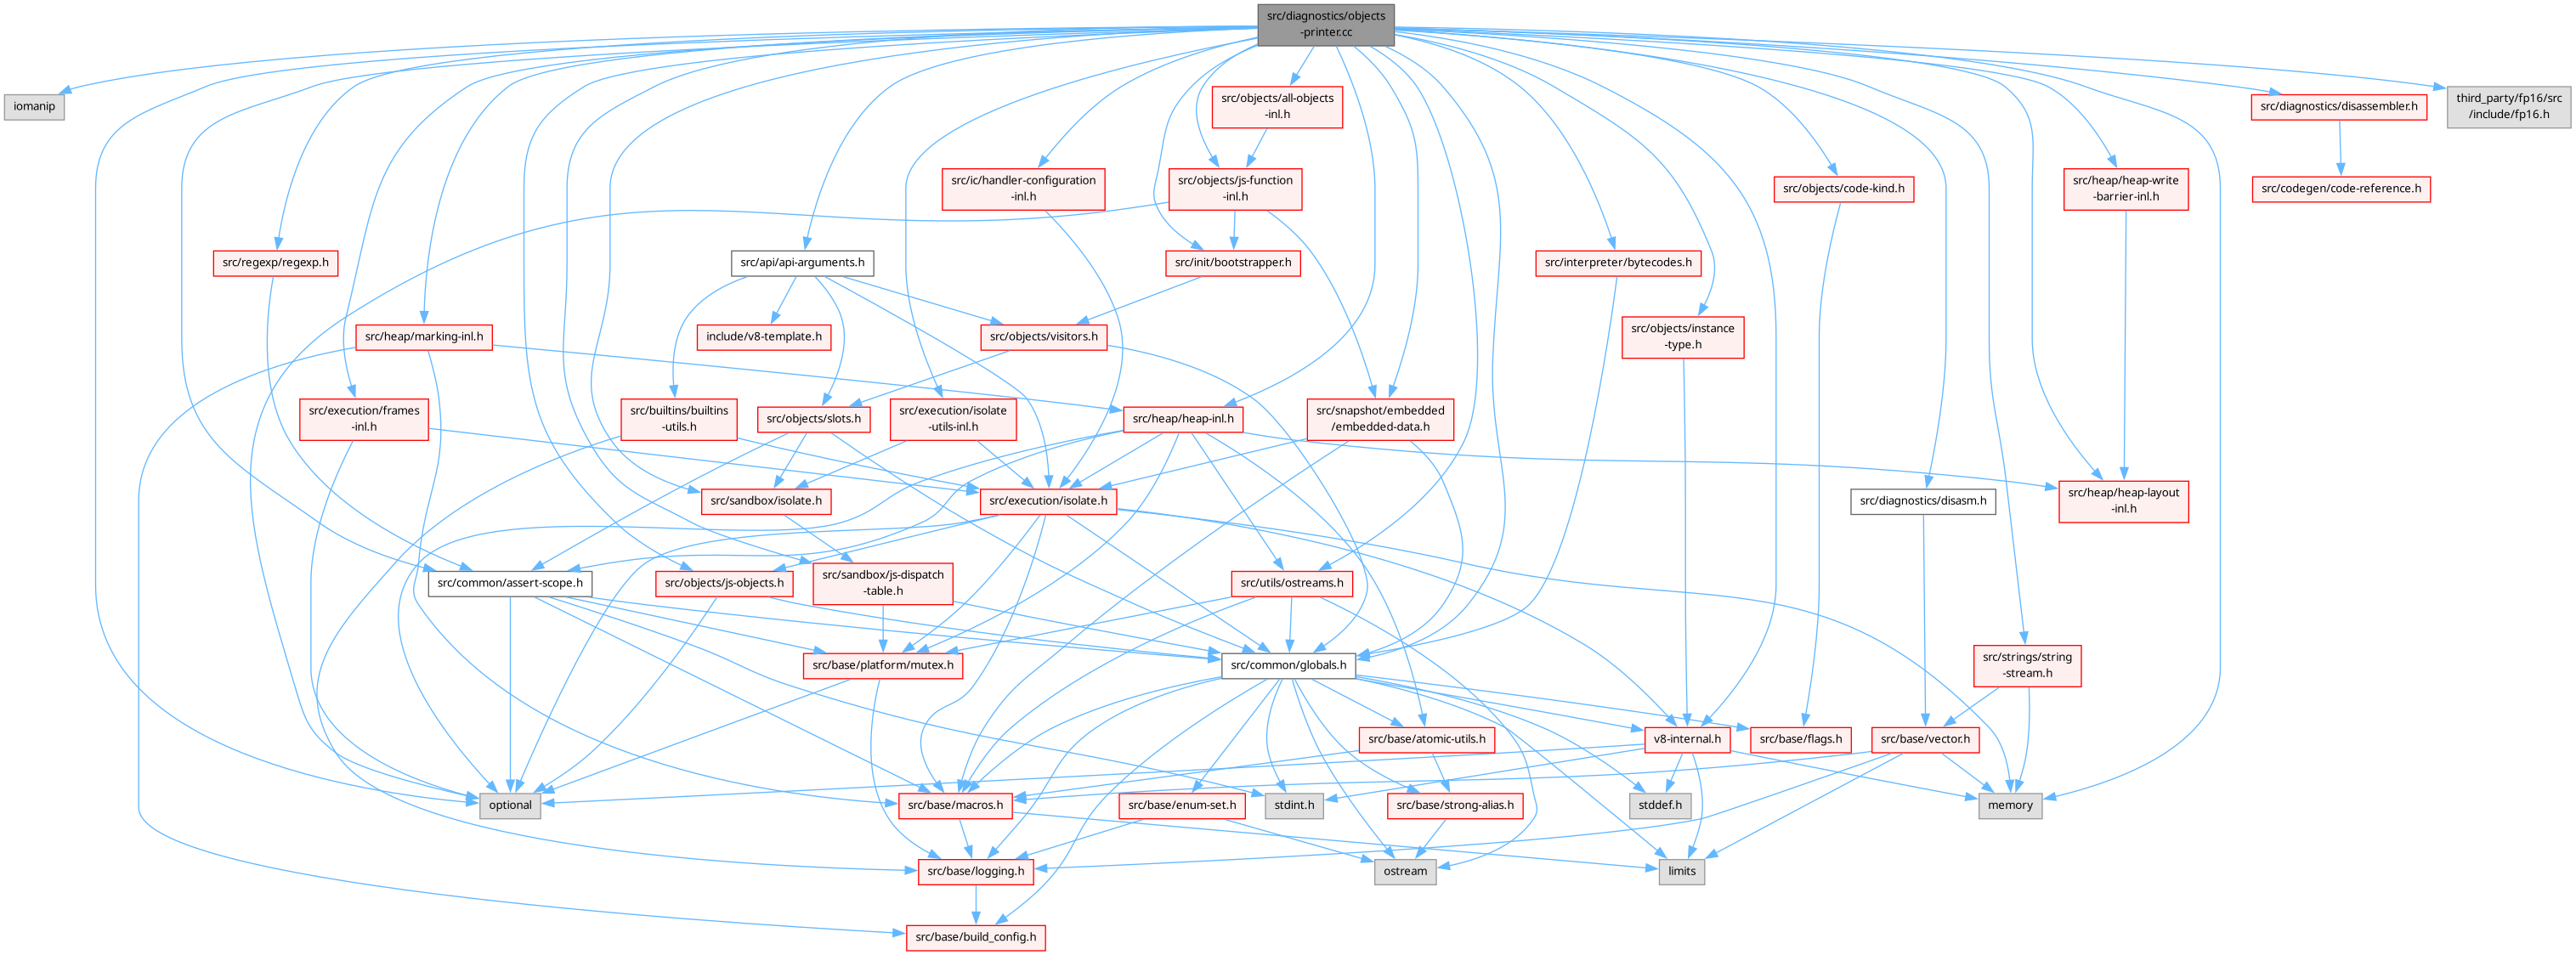 src/diagnostics/objects
-printer.cc
iomanip
src/objects/all-objects
-inl.h
src/diagnostics/disassembler.h
third_party/fp16/src
/include/fp16.h
src/ic/handler-configuration
-inl.h
src/objects/js-function
-inl.h
src/objects/code-kind.h
src/heap/heap-write
-barrier-inl.h
src/codegen/code-reference.h
src/regexp/regexp.h
src/api/api-arguments.h
src/init/bootstrapper.h
src/interpreter/bytecodes.h
src/heap/marking-inl.h
include/v8-template.h
src/objects/visitors.h
src/objects/instance
-type.h
src/execution/frames
-inl.h
src/builtins/builtins
-utils.h
src/objects/slots.h
src/execution/isolate
-utils-inl.h
src/heap/heap-inl.h
src/snapshot/embedded
/embedded-data.h
src/sandbox/isolate.h
src/execution/isolate.h
src/diagnostics/disasm.h
src/heap/heap-layout
-inl.h
src/common/assert-scope.h
src/objects/js-objects.h
src/sandbox/js-dispatch
-table.h
src/utils/ostreams.h
src/base/platform/mutex.h
src/common/globals.h
src/strings/string
-stream.h
src/base/atomic-utils.h
v8-internal.h
src/base/flags.h
src/base/vector.h
optional
src/base/macros.h
src/base/enum-set.h
stdint.h
src/base/strong-alias.h
stddef.h
memory
src/base/logging.h
ostream
limits
src/base/build_config.h